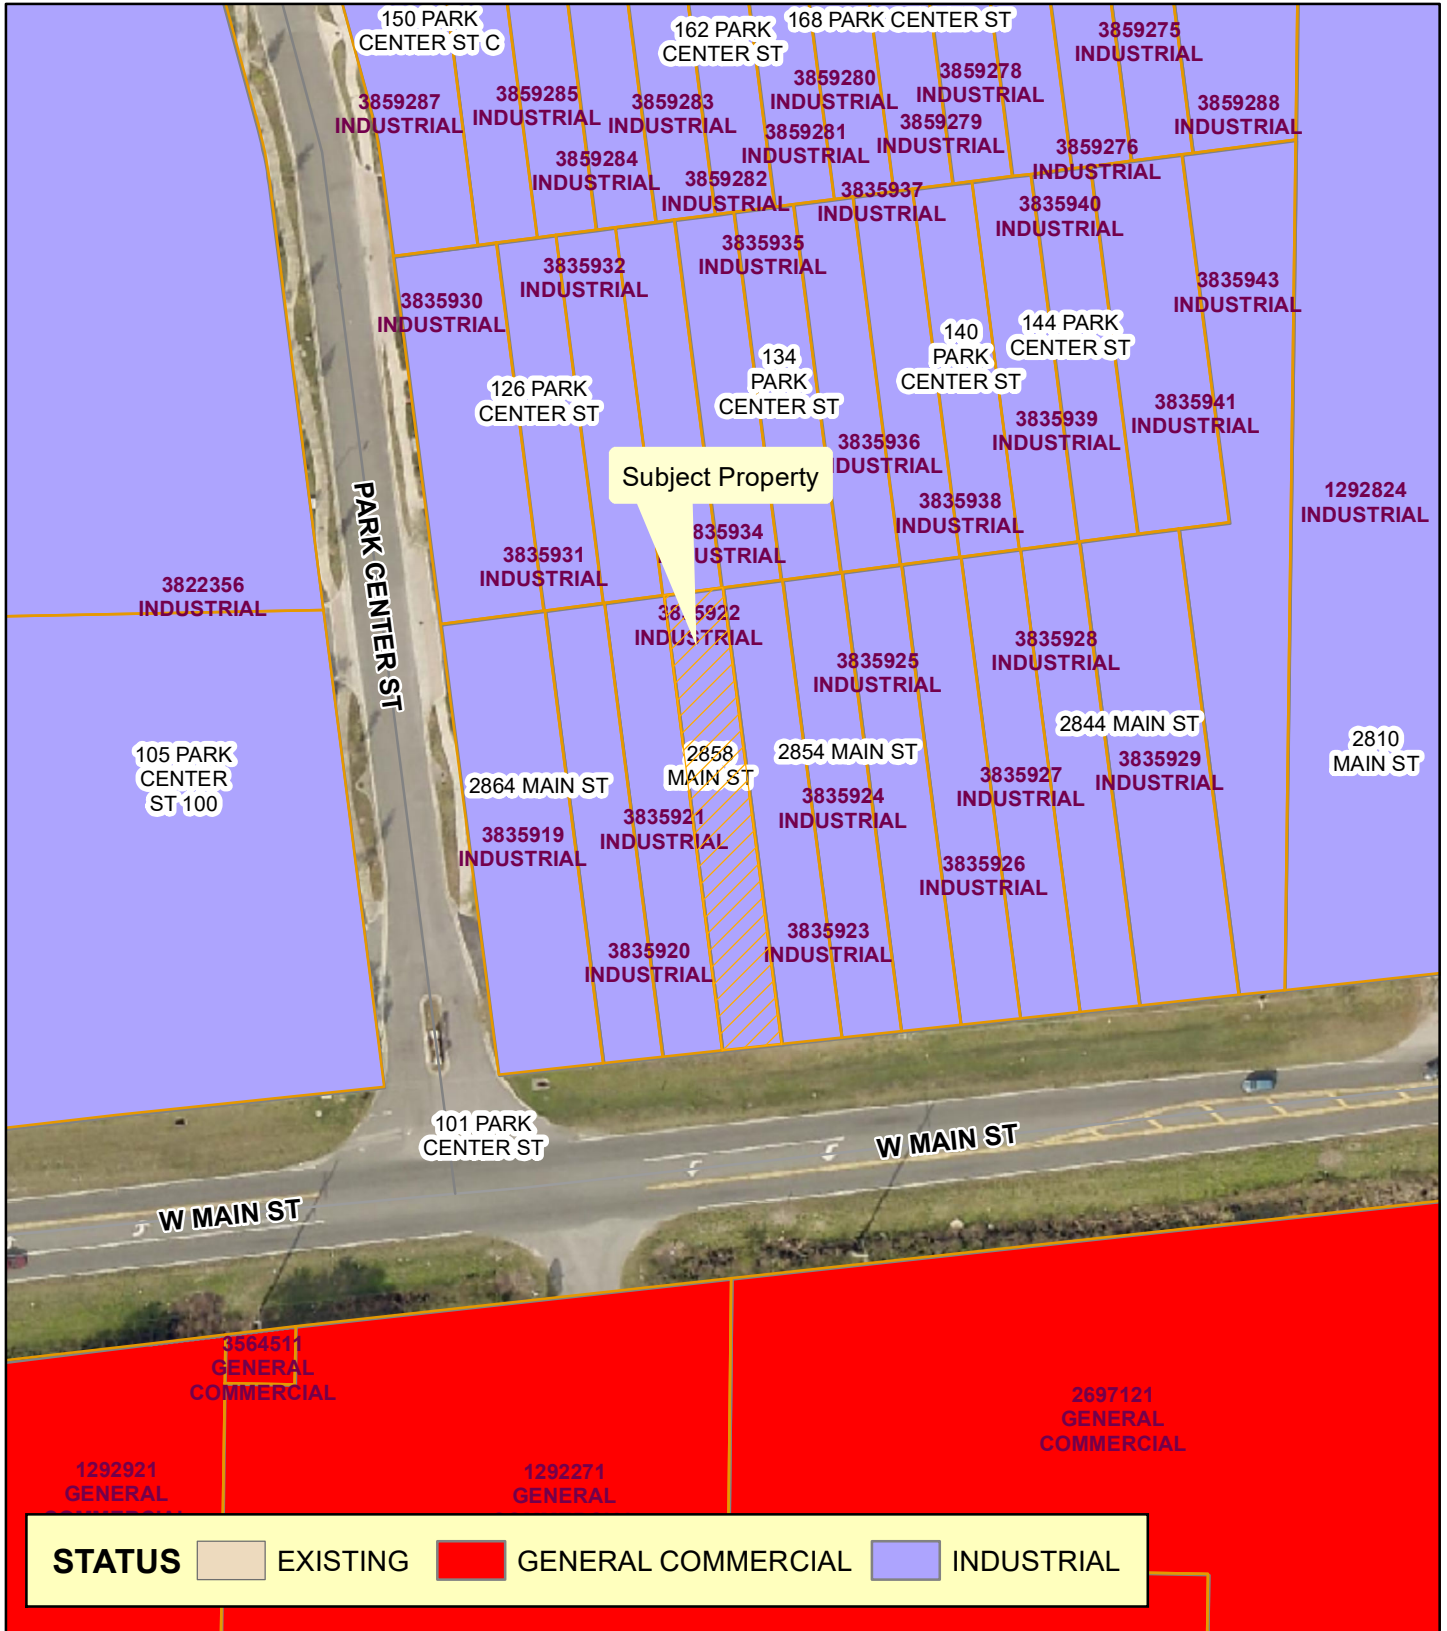 150 PARK
CENTER ST C
162 PARK
CENTER ST
168 PARK CENTER ST
3859275
INDUSTRIAL
3859287
INDUSTRIAL
3859285
INDUSTRIAL
3859283
INDUSTRIAL
3859280
INDUSTRIAL
3859278
INDUSTRIAL
3859288
INDUSTRIAL
3859284
INDUSTRIAL
3859281
INDUSTRIAL
3859279
INDUSTRIAL
3859276
INDUSTRIAL
3859282
INDUSTRIAL
3835937
INDUSTRIAL
3835940
INDUSTRIAL
3835930
INDUSTRIAL
3835932
INDUSTRIAL
3835935
INDUSTRIAL
3835943
INDUSTRIAL
126 PARK
CENTER ST
134
PARK
CENTER ST
140
PARK
CENTER ST
144 PARK
CENTER ST
3835936
DUSTRIAL
3835939
INDUSTRIAL
3835941
INDUSTRIAL
Subject Property
3835938
INDUSTRIAL
1292824
INDUSTRIAL
PARK CENTER ST
3835931
INDUSTRIAL
835934
USTRIAL
3822356
INDUSTRIAL
INDUSTRIAL
3835925
INDUSTRIAL
3835928
INDUSTRIAL
105 PARK
CENTER
ST 100
2864 MAIN ST
2858
MAIN ST
2854 MAIN ST
2844 MAIN ST
2810
MAIN ST
3835919
INDUSTRIAL
3835921
INDUSTRIAL
3835924
INDUSTRIAL
3835927
INDUSTRIAL
3835929
INDUSTRIAL
3835920
INDUSTRIAL
3835923
INDUSTRIAL
3835926
INDUSTRIAL
101 PARK
CENTER ST
W MAIN ST
W MAIN ST
3564511
GENERAL
COMMERCIAL
2697121
GENERAL
COMMERCIAL
1292921
GENERAL
1292271
GENERAL
STATUS EXISTING GENERAL COMMERCIAL INDUSTRIAL